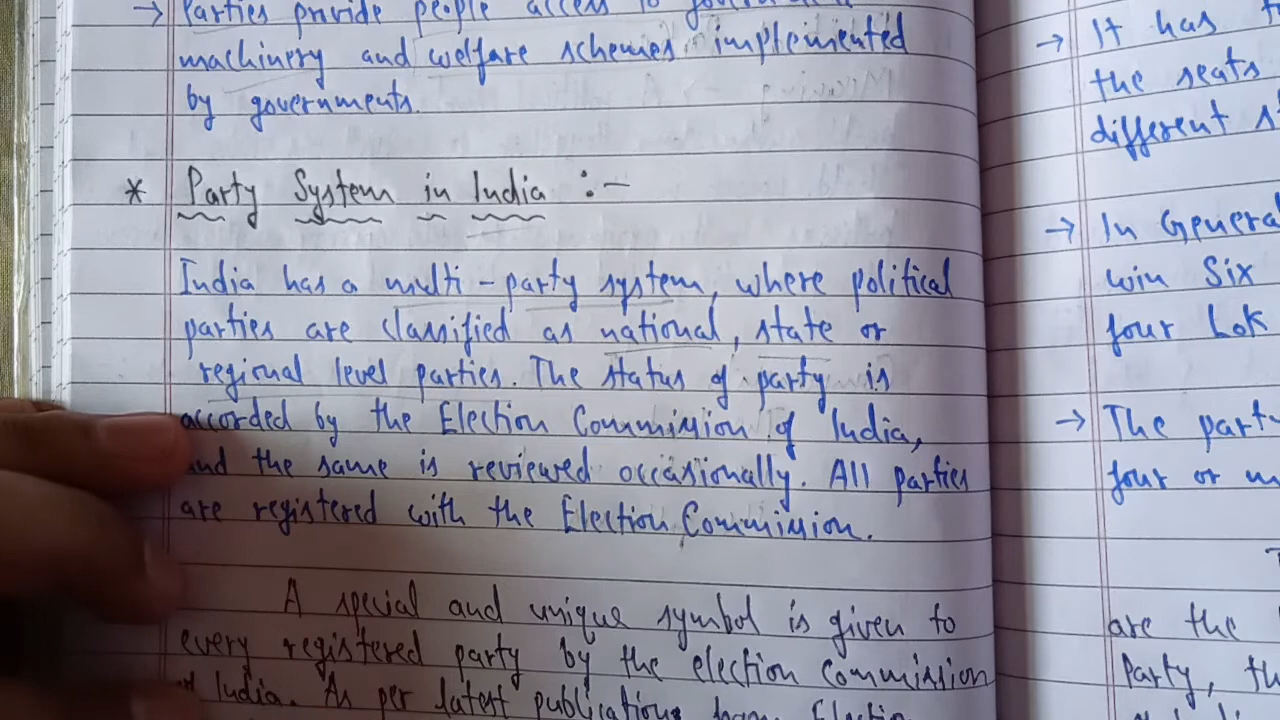 → Parties provide people access to
machinery and welfare schemes implemented
by governments.
* Party System in India :-
India has a multi-party system, where political
parties are classified as national, state or
regional level parties. The status of party is
accorded by the Election Commission of India,
and the same is reviewed occasionally. All parties
are registered with the Election Commission.
A special and unique symbol is given to
every registered party by the election Commission
India. As per latest publications from Election
→ It has
the seats
different
→ In General
win Six
four Lok
→ The party
four or
are the
Party,